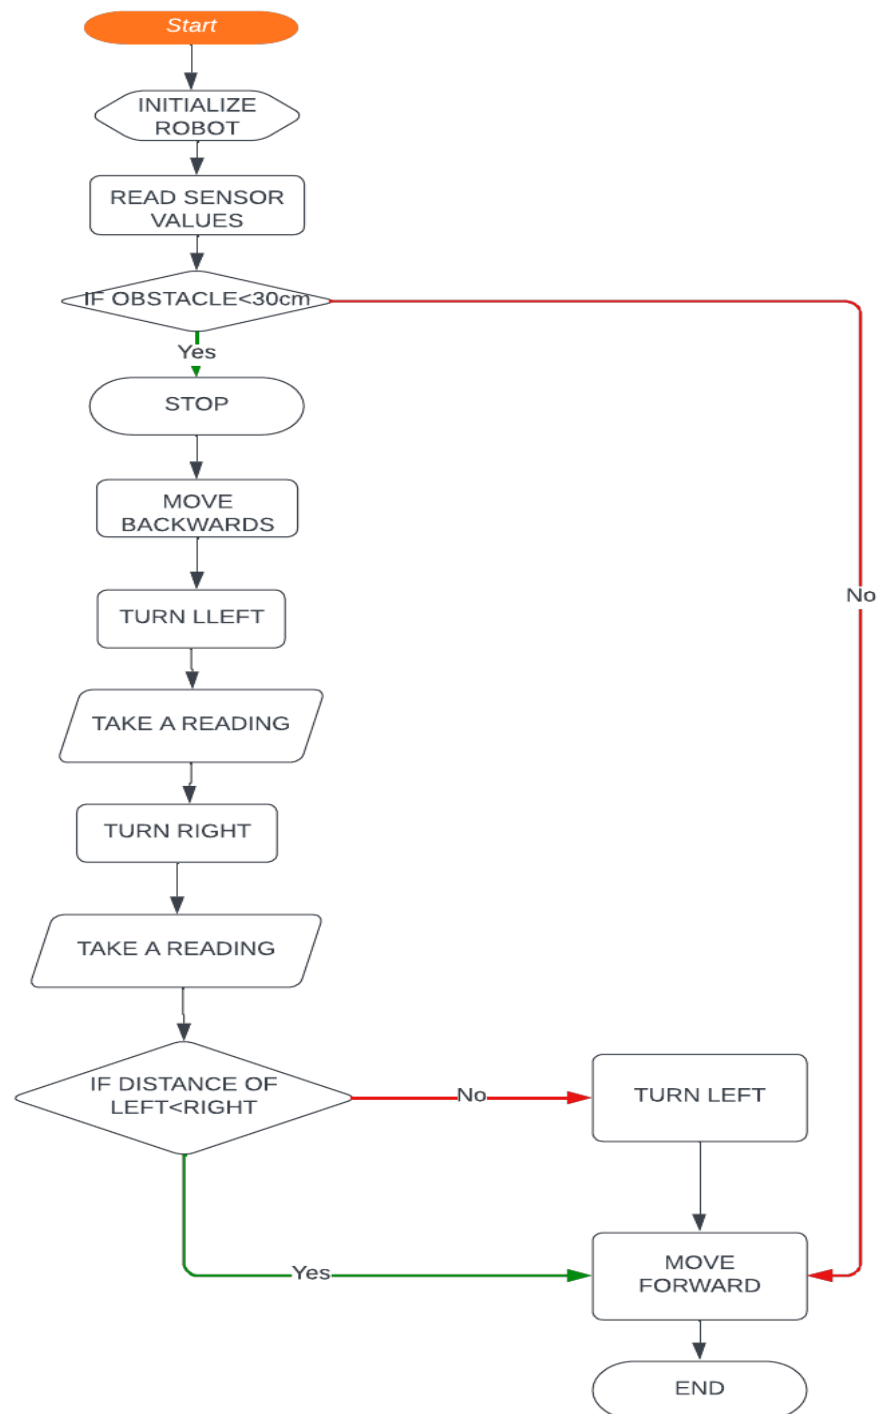 Start
INITIALIZE
ROBOT
READ SENSOR
VALUES
IF OBSTACLE<30cm
Yes
STOP
MOVE
BACKWARDS
TURN LLEFT
No
TAKE A READING
TURN RIGHT
TAKE A READING
IF DISTANCE OF
LEFT<RIGHT
No
TURN LEFT
Yes
MOVE
FORWARD
END